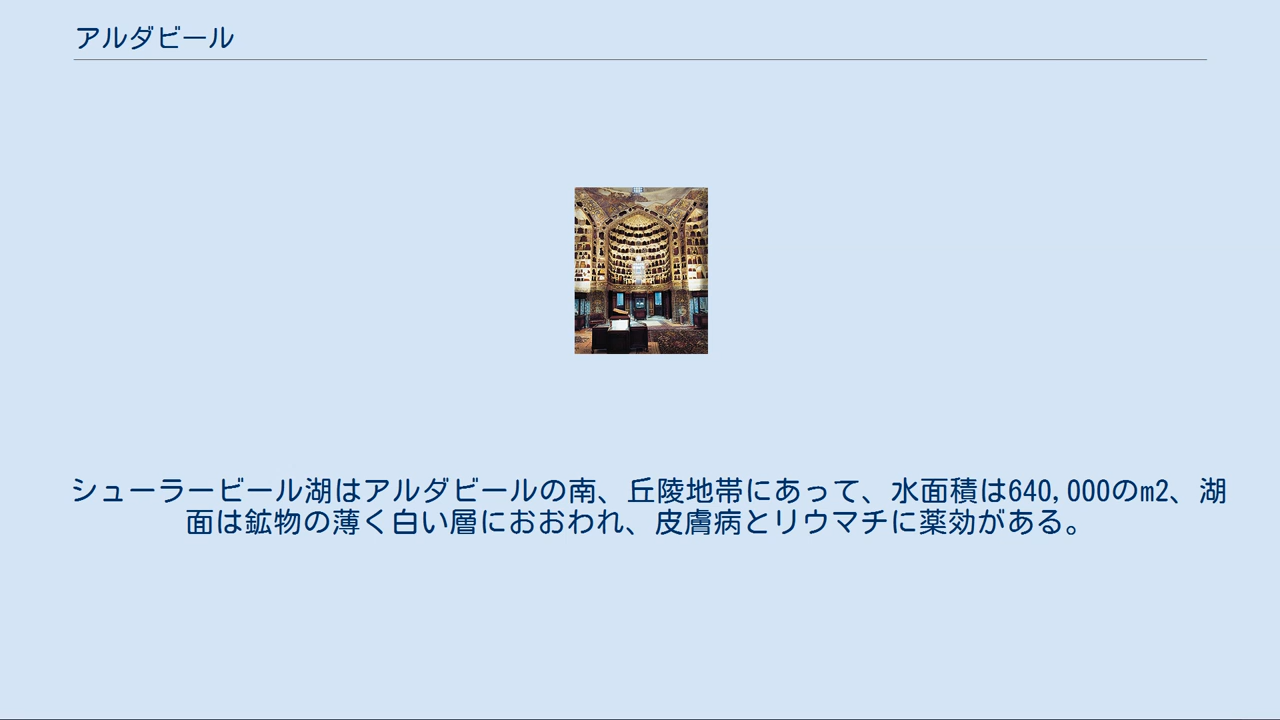 アルダビール
シューラービール湖はアルダビールの南、丘陵地帯にあって、水面積は640,000のm2、湖
面は鉱物の薄く白い層におおわれ、皮膚病とリウマチに薬効がある。